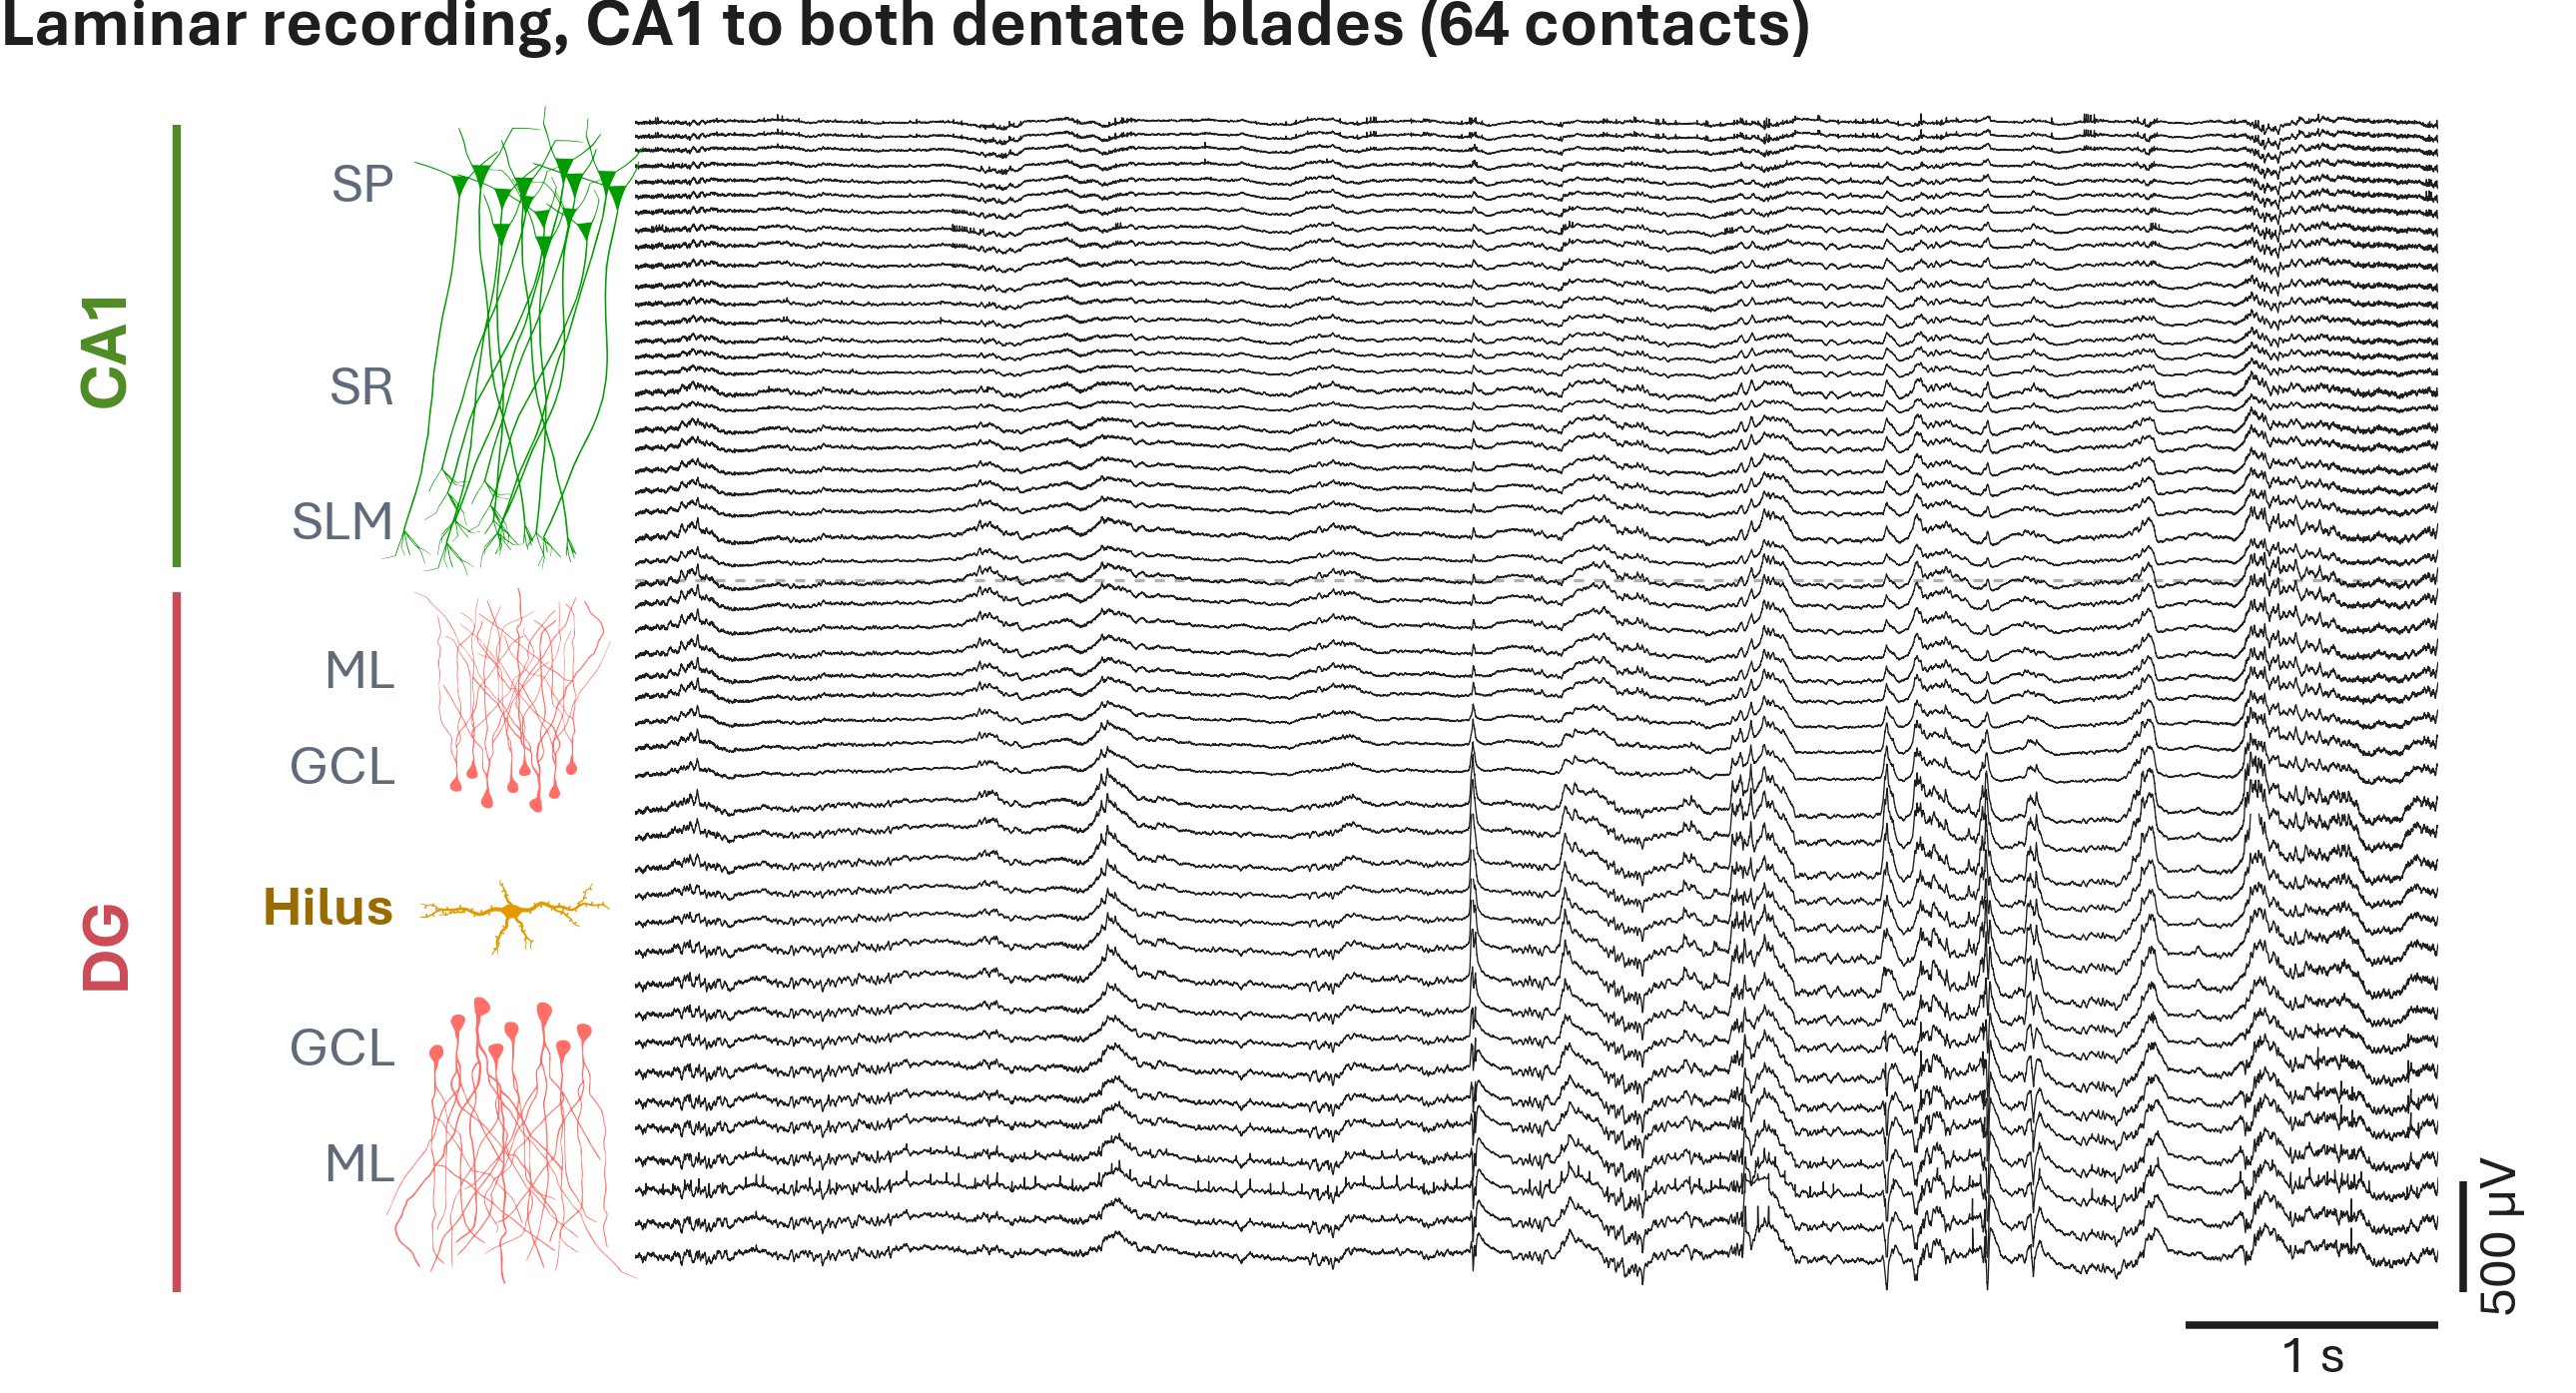 Laminar recording, CA1 to both dentate blades (64 contacts)
CA1
SP
SR
SLM
DG
ML
GCL
Hilus
GCL
ML
500 µV
1 s